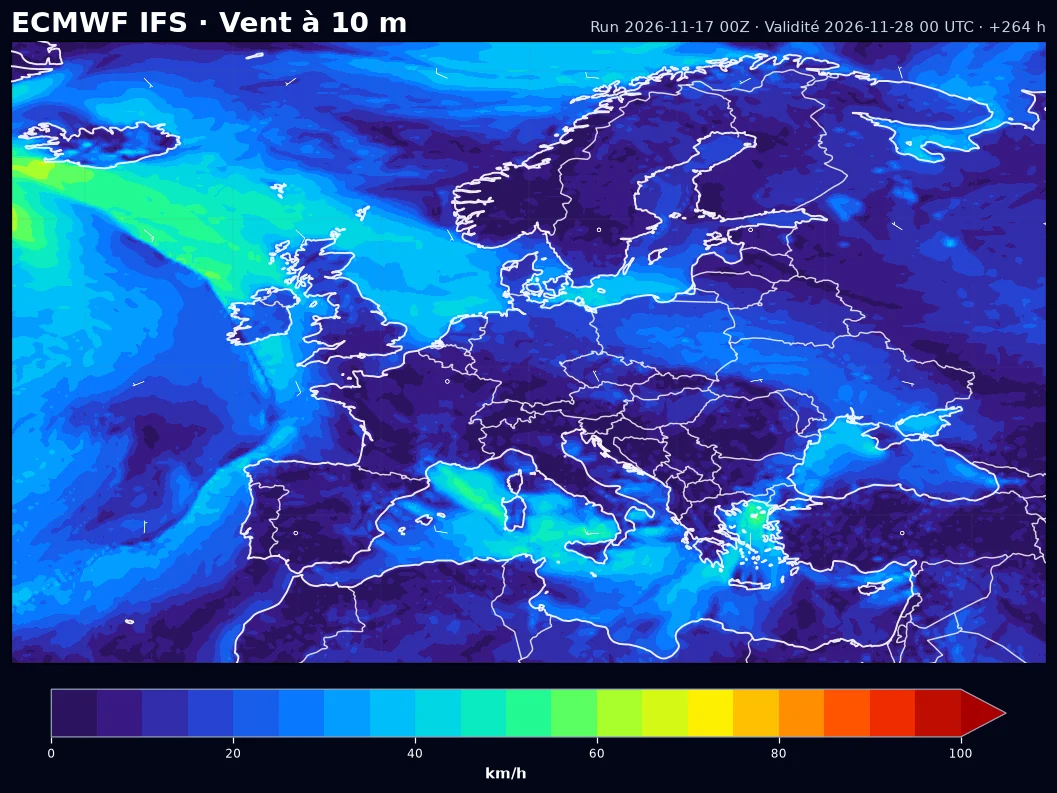 ECMWF IFS · Vent à 10 m
Run 2026-11-17 00Z · Validité 2026-11-28 00 UTC · +264 h
0 20 40 60 80 100
km/h